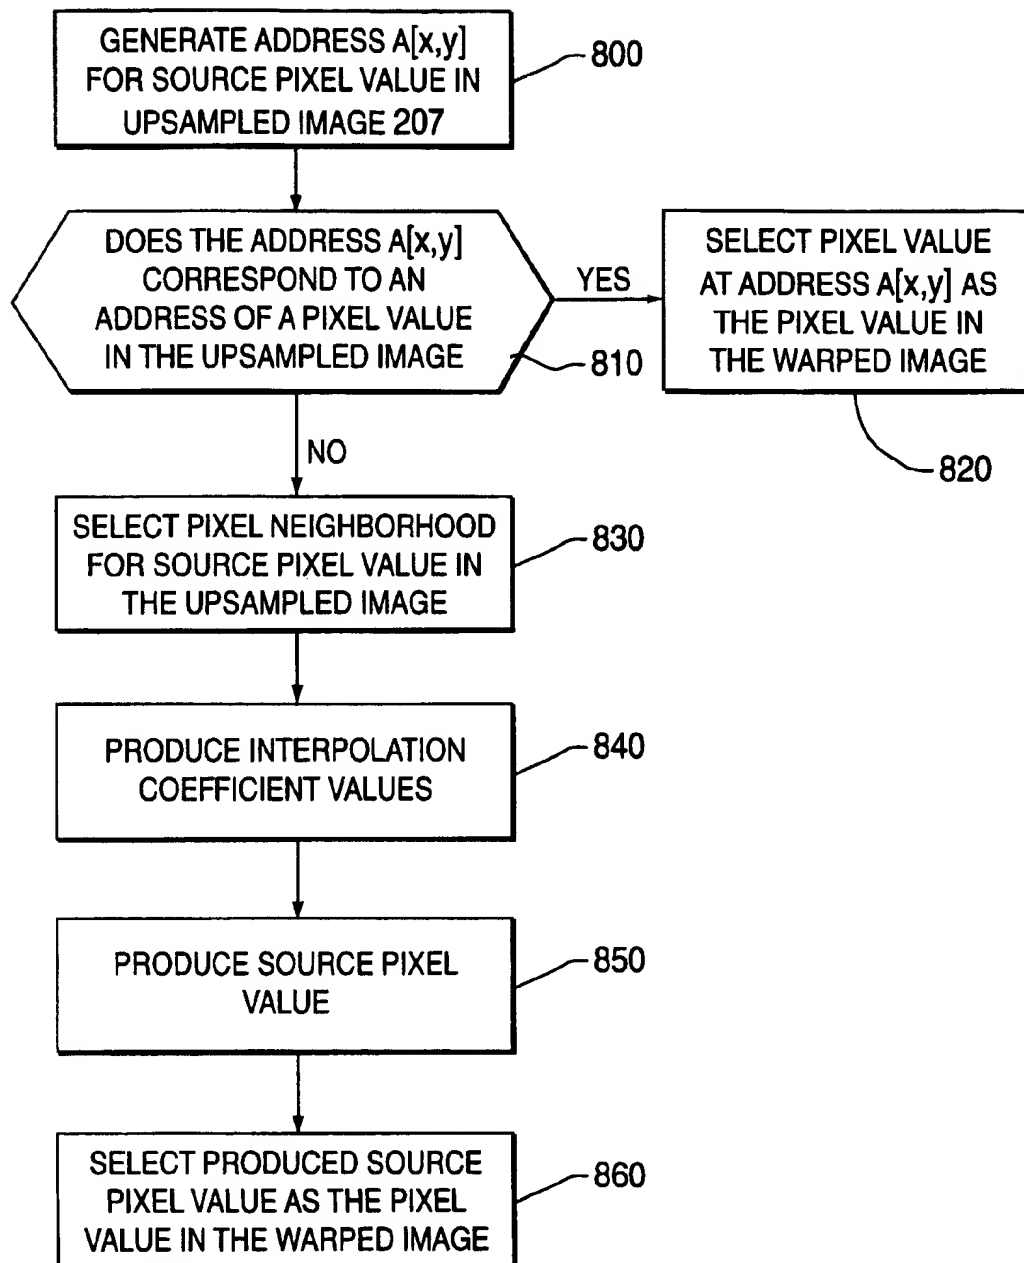 GENERATE ADDRESS A[x,y]
FOR SOURCE PIXEL VALUE IN
UPSAMPLED IMAGE 207
800
DOES THE ADDRESS A[x,y]
CORRESPOND TO AN
ADDRESS OF A PIXEL VALUE
IN THE UPSAMPLED IMAGE
810
YES
SELECT PIXEL VALUE
AT ADDRESS A[x,y] AS
THE PIXEL VALUE IN
THE WARPED IMAGE
820
NO
SELECT PIXEL NEIGHBORHOOD
FOR SOURCE PIXEL VALUE IN
THE UPSAMPLED IMAGE
830
PRODUCE INTERPOLATION
COEFFICIENT VALUES
840
PRODUCE SOURCE PIXEL
VALUE
850
SELECT PRODUCED SOURCE
PIXEL VALUE AS THE PIXEL
VALUE IN THE WARPED IMAGE
860